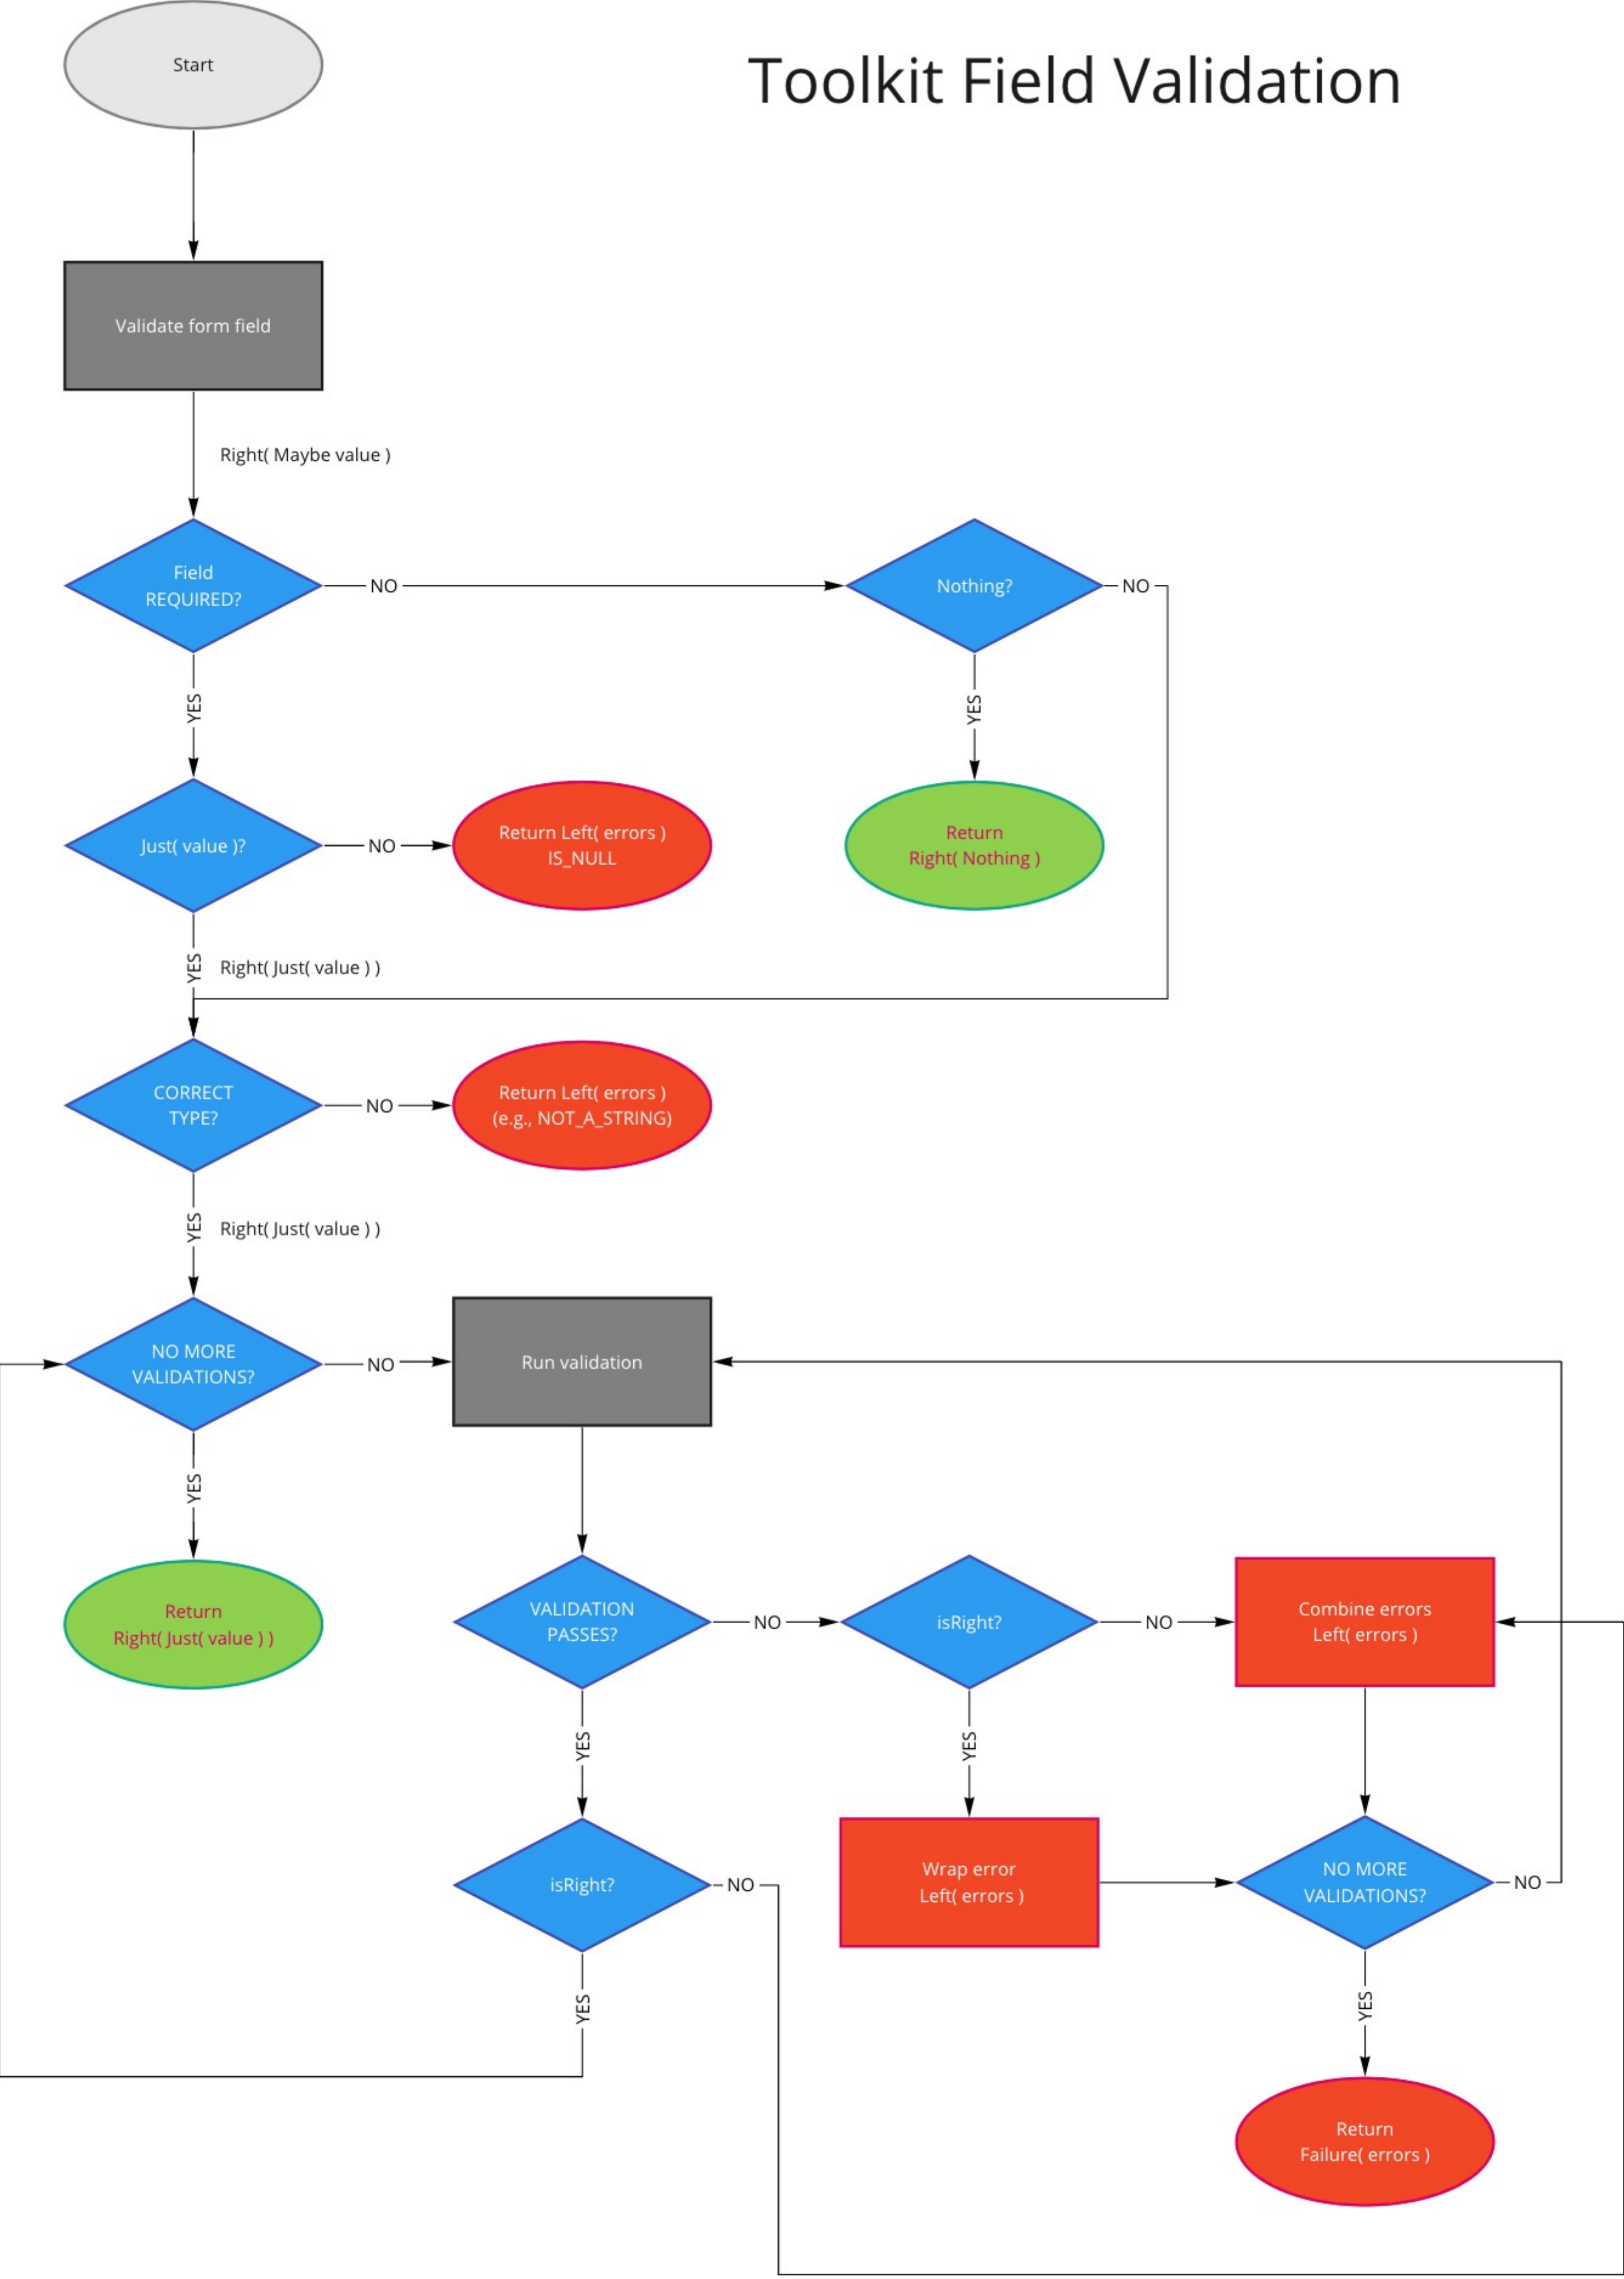 Start
Toolkit Field Validation
Validate form field
Right( Maybe value )
Field
REQUIRED?
NO
Nothing?
NO
YES
YES
Just( value )?
NO
Return Left( errors )
IS_NULL
Return
Right( Nothing )
YES
Right( Just( value ) )
CORRECT
TYPE?
NO
Return Left( errors )
(e.g., NOT_A_STRING)
YES
Right( Just( value ) )
NO MORE
VALIDATIONS?
NO
Run validation
YES
Return
Right( Just( value ) )
VALIDATION
PASSES?
NO
isRight?
NO
Combine errors
Left( errors )
YES
YES
isRight?
NO
Wrap error
Left( errors )
NO MORE
VALIDATIONS?
NO
YES
YES
Return
Failure( errors )